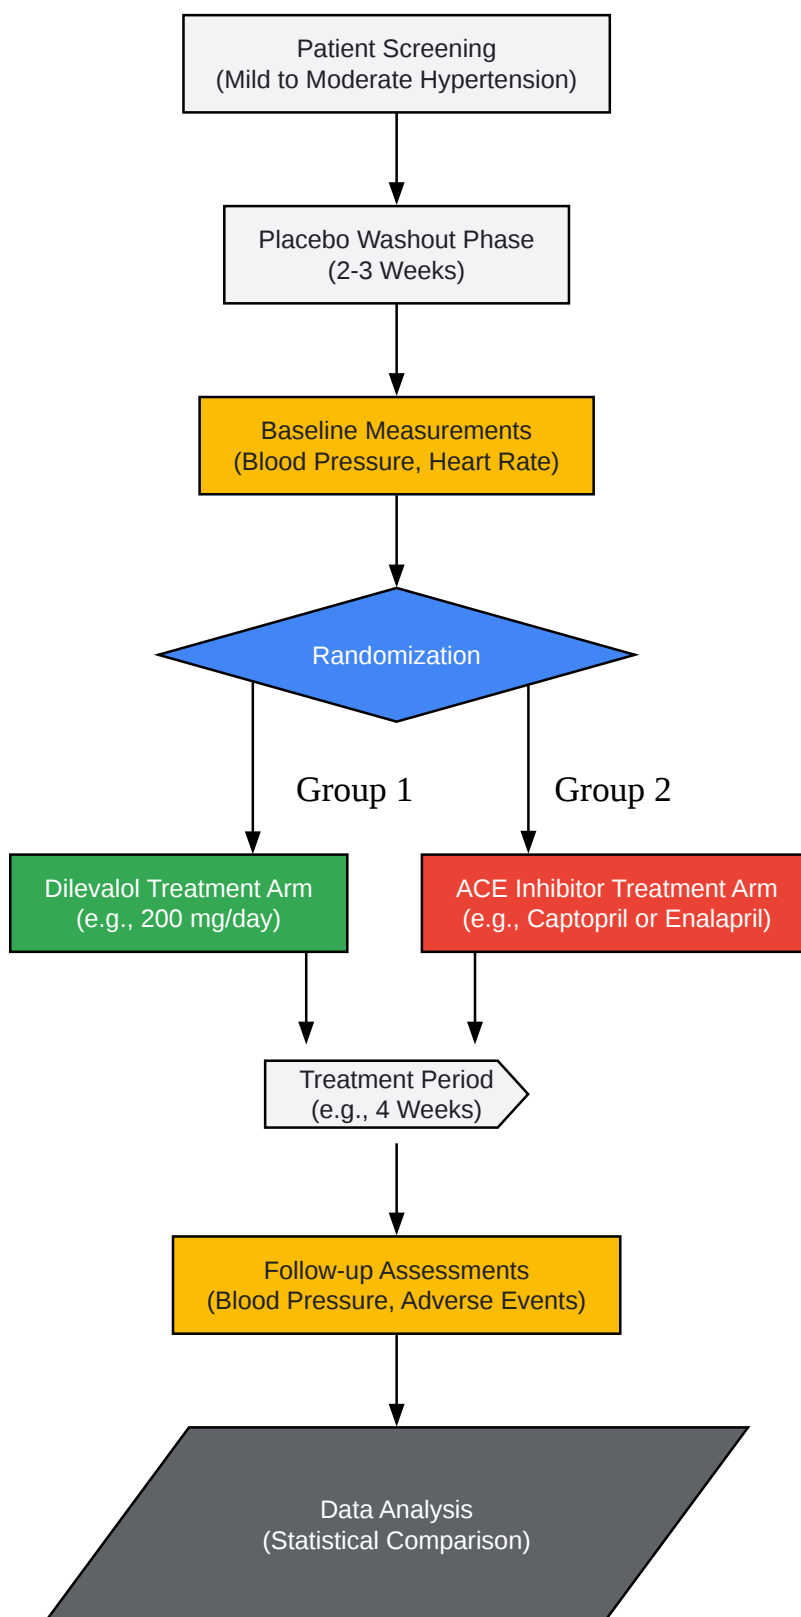 Patient Screening
(Mild to Moderate Hypertension)
Placebo Washout Phase
(2-3 Weeks)
Baseline Measurements
(Blood Pressure, Heart Rate)
Randomization
Group 1
Group 2
Dilevalol Treatment Arm
(e.g., 200 mg/day)
ACE Inhibitor Treatment Arm
(e.g., Captopril or Enalapril)
Treatment Period
(e.g., 4 Weeks)
Follow-up Assessments
(Blood Pressure, Adverse Events)
Data Analysis
(Statistical Comparison)